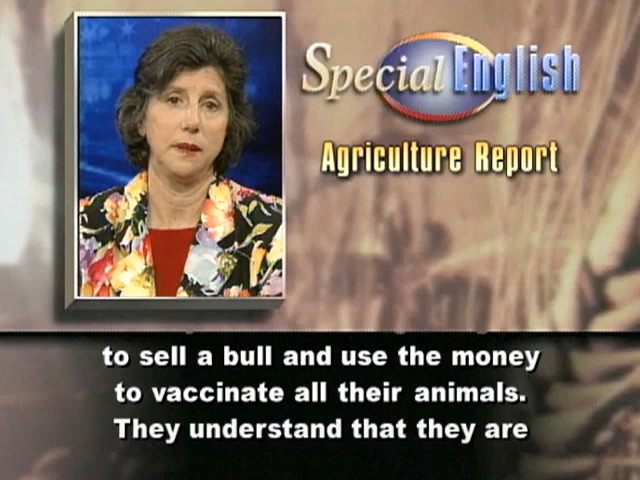 Special English
Agriculture Report
to sell a bull and use the money
to vaccinate all their animals.
They understand that they are